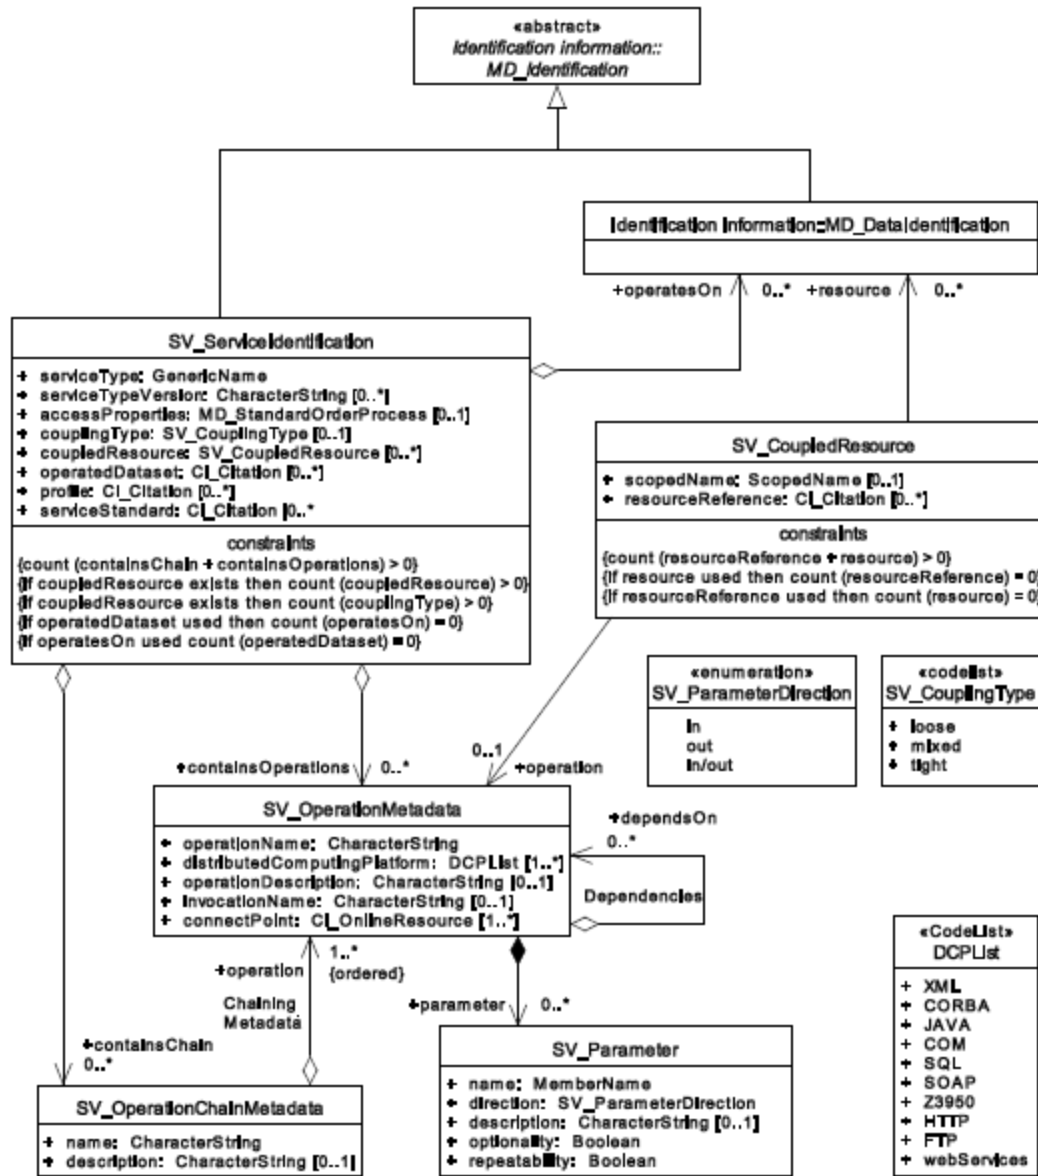 «abstract»
Identification information::
MD_Identification
Identification Information::MD_DataIdentification
+operatesOn 0..* +resource 0..*
SV_ServiceIdentification
+ serviceType: GenericName
+ serviceTypeVersion: CharacterString [0..*]
+ accessProperties: MD_StandardOrderProcess [0..1]
+ couplingType: SV_CouplingType [0..1]
+ coupledResource: SV_CoupledResource [0..*]
+ operatedDataset: CI_Citation [0..*]
+ profile: CI_Citation [0..*]
+ serviceStandard: CI_Citation [0..*
constraints
{count (containsChain + containsOperations) > 0}
{If coupledResource exists then count (coupledResource) > 0}
{If coupledResource exists then count (couplingType) > 0}
{If operatedDataset used then count (operatesOn) = 0}
{If operatesOn used count (operatedDataset) = 0}
SV_CoupledResource
+ scopedName: ScopedName [0..1]
+ resourceReference: CI_Citation [0..*]
constraints
{count (resourceReference + resource) > 0}
{If resource used then count (resourceReference) = 0}
{If resourceReference used then count (resource) = 0}
«enumeration»
SV_ParameterDirection
in
out
in/out
«codelist»
SV_CouplingType
+ loose
+ mixed
+ tight
+containsOperations 0..*
0..1
+operation
SV_OperationMetadata
+ operationName: CharacterString
+ distributedComputingPlatform: DCPList [1..*]
+ operationDescription: CharacterString [0..1]
+ invocationName: CharacterString [0..1]
+ connectPoint: CI_OnlineResource [1..*]
+dependsOn
0..*
Dependencies
+operation
1..*
{ordered}
Chaining
Metadata
+parameter 0..*
+containsChain
0..*
SV_OperationChainMetadata
+ name: CharacterString
+ description: CharacterString [0..1]
SV_Parameter
+ name: MemberName
+ direction: SV_ParameterDirection
+ description: CharacterString [0..1]
+ optionality: Boolean
+ repeatability: Boolean
«CodeList»
DCPList
+ XML
+ CORBA
+ JAVA
+ COM
+ SQL
+ SOAP
+ Z3950
+ HTTP
+ FTP
+ webServices